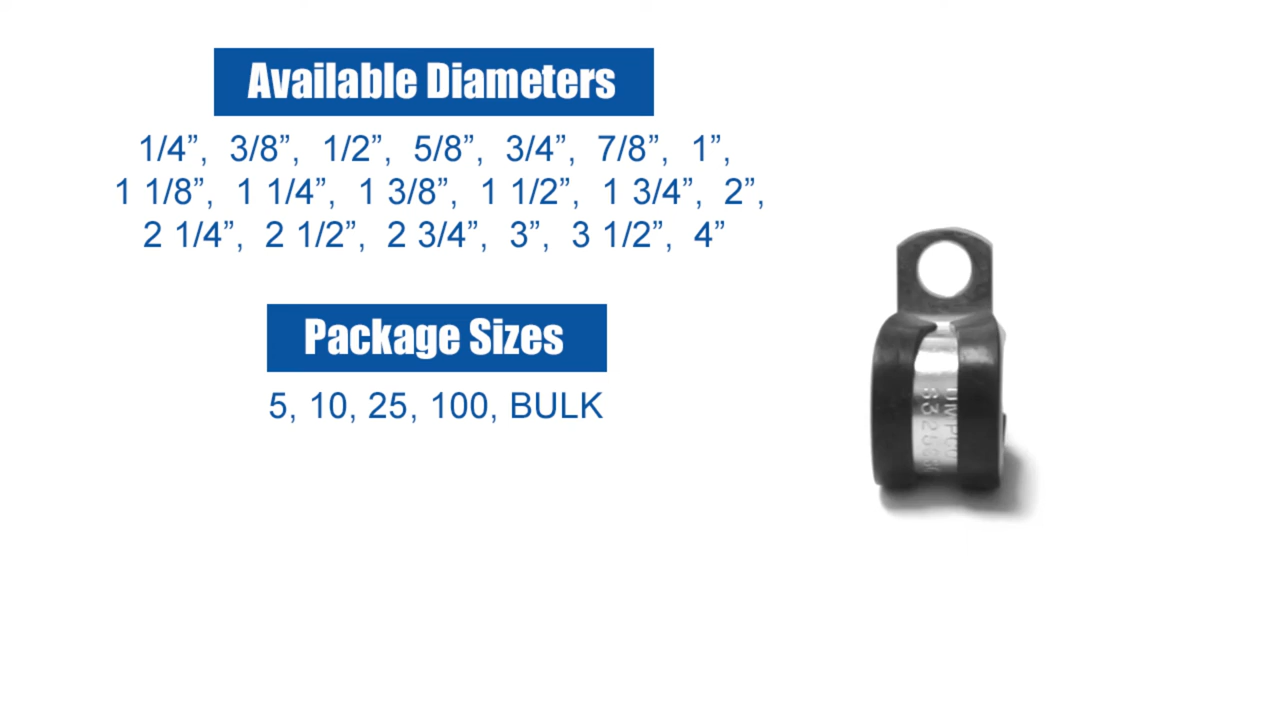 Available Diameters
1/4”, 3/8”, 1/2”, 5/8”, 3/4”, 7/8”, 1”,
1 1/8”, 1 1/4”, 1 3/8”, 1 1/2”, 1 3/4”, 2”,
2 1/4”, 2 1/2”, 2 3/4”, 3”, 3 1/2”, 4”
Package Sizes
5, 10, 25, 100, BULK